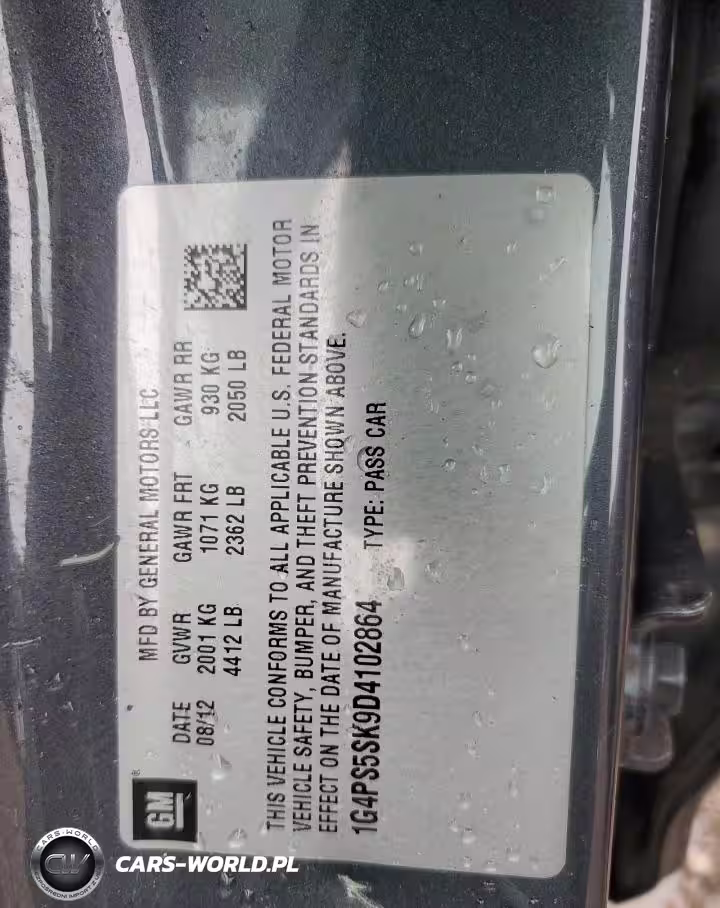 GM
MFD BY GENERAL MOTORS LLC
DATE GVWR GAWR FRT GAWR RR
08/12 2001 KG 1071 KG 930 KG
4412 LB 2362 LB 2050 LB
THIS VEHICLE CONFORMS TO ALL APPLICABLE U.S. FEDERAL MOTOR
VEHICLE SAFETY, BUMPER, AND THEFT PREVENTION STANDARDS IN
EFFECT ON THE DATE OF MANUFACTURE SHOWN ABOVE.
1G4PS5SK9D4102864 TYPE: PASS CAR
CARS-WORLD
CW
CARS-WORLD.PL